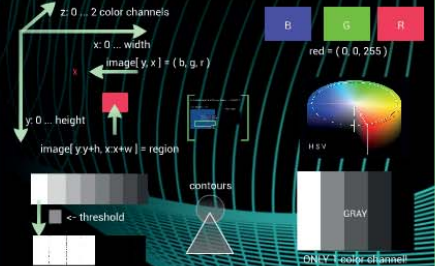 z: 0 ... 2 color channels
B G R
x: 0 ... width
red = ( 0, 0, 255 )
image[ y, x ] = ( b, g, r )
x
y: 0 ... height
image[ y:y+h, x:x+w ] = region
H S V
contours
<- threshold
GRAY
ONLY 1 color channel!